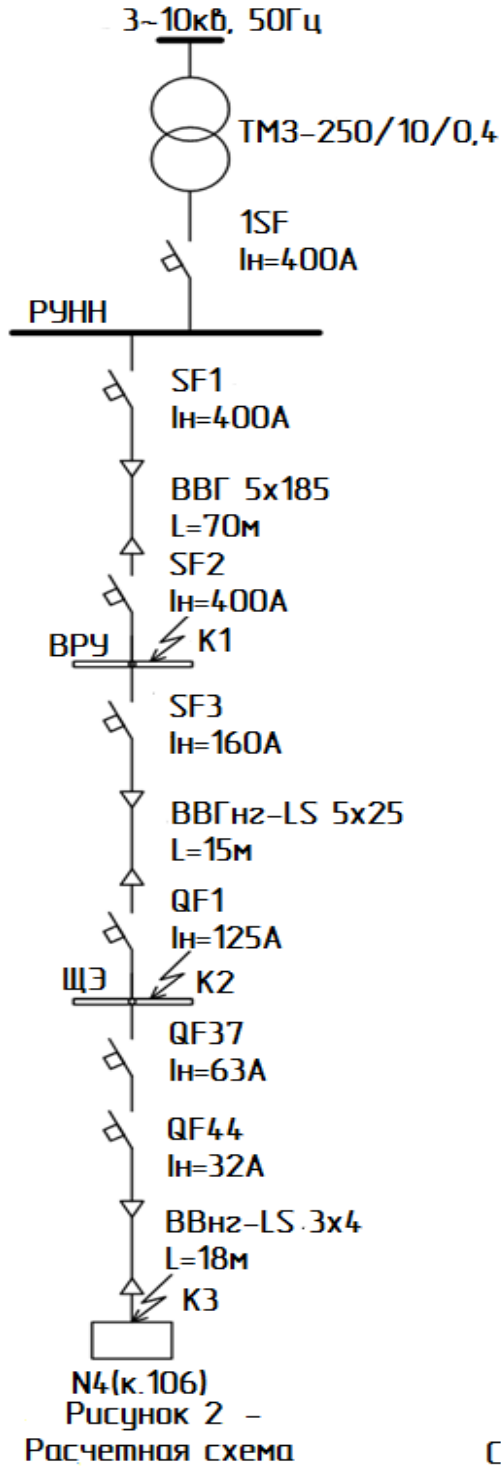 3~10кв, 50Гц
ТМЗ-250/10/0,4
1SF
Iн=400А
РУНН
SF1
Iн=400А
ВВГ 5х185
L=70м
SF2
Iн=400А
К1
ВРУ
SF3
Iн=160А
ВВГнг-LS 5х25
L=15м
QF1
Iн=125А
ЩЭ
К2
QF37
Iн=63А
QF44
Iн=32А
ВВнг-LS 3х4
L=18м
К3
N4(к.106)
Рисунок 2 -
Расчетная схема